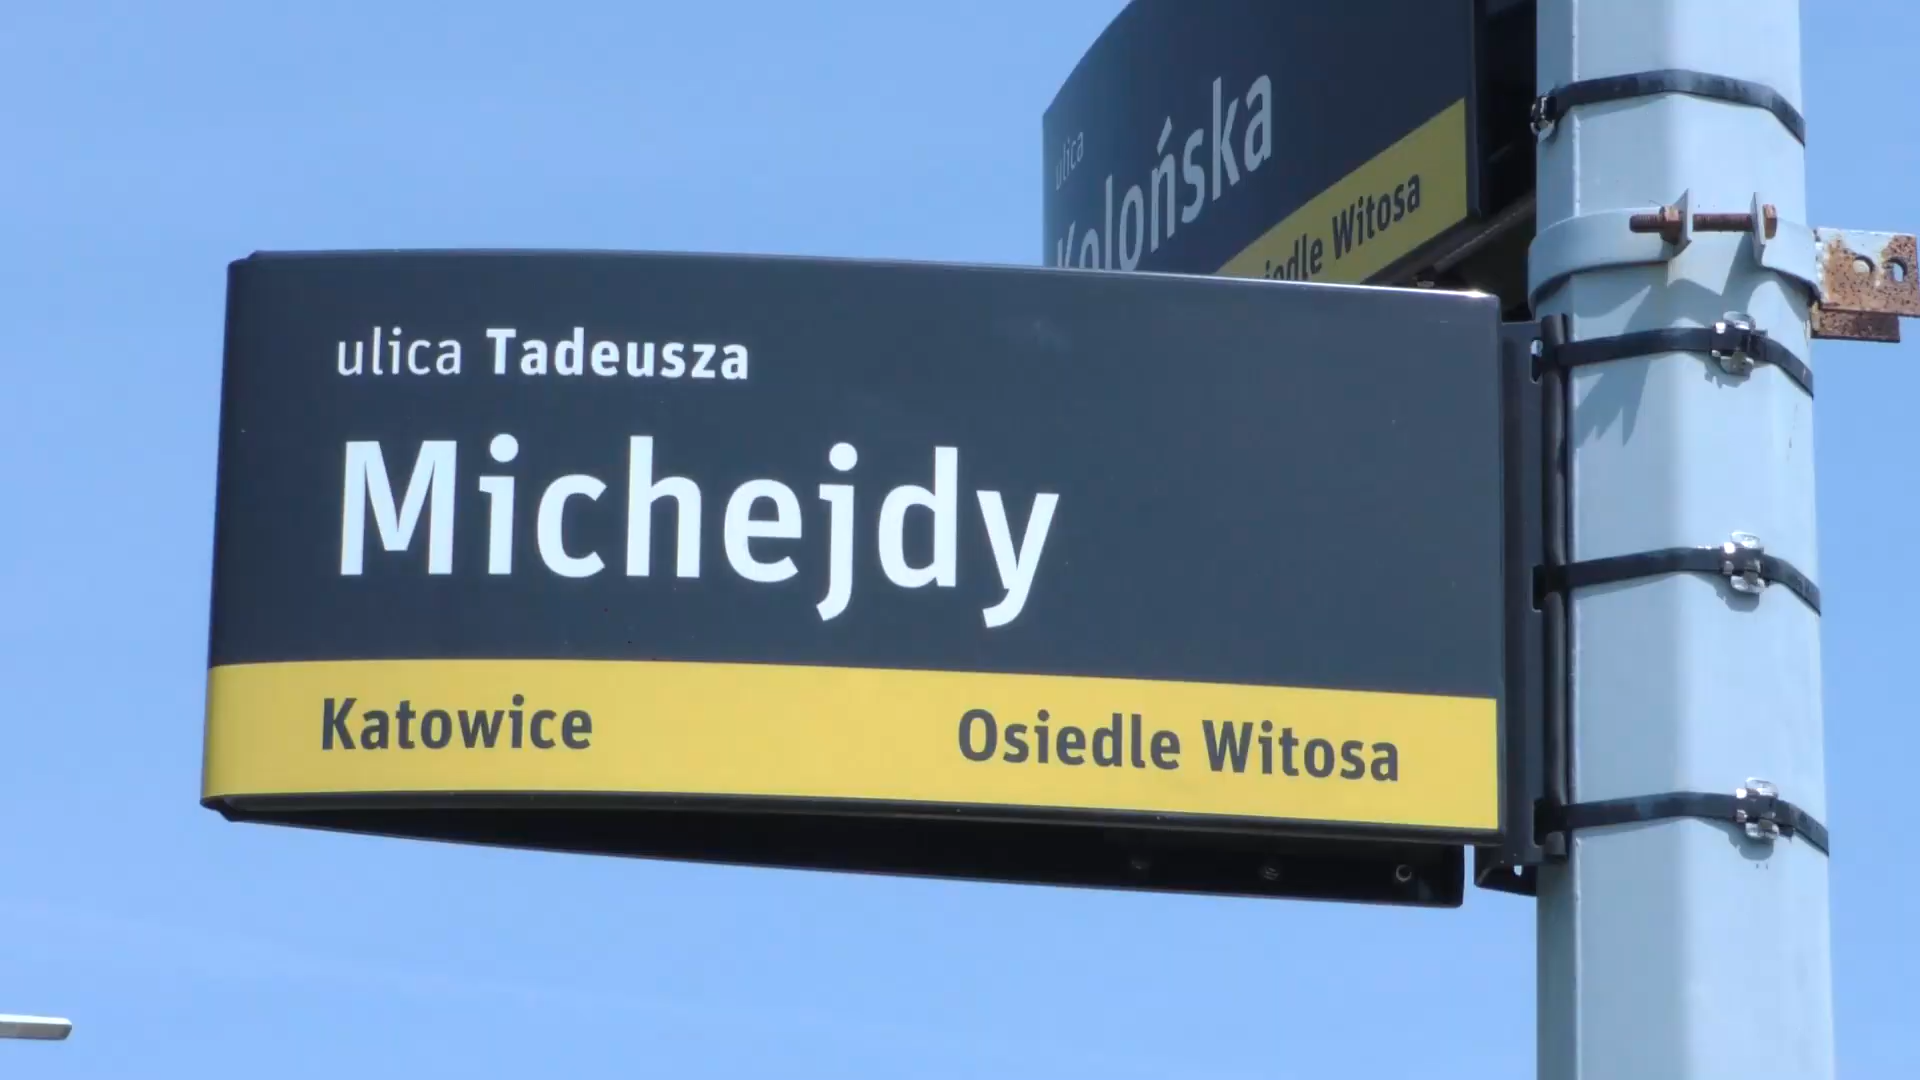 ulica
Kolońska
Osiedle Witosa
ulica Tadeusza
Michejdy
Katowice Osiedle Witosa